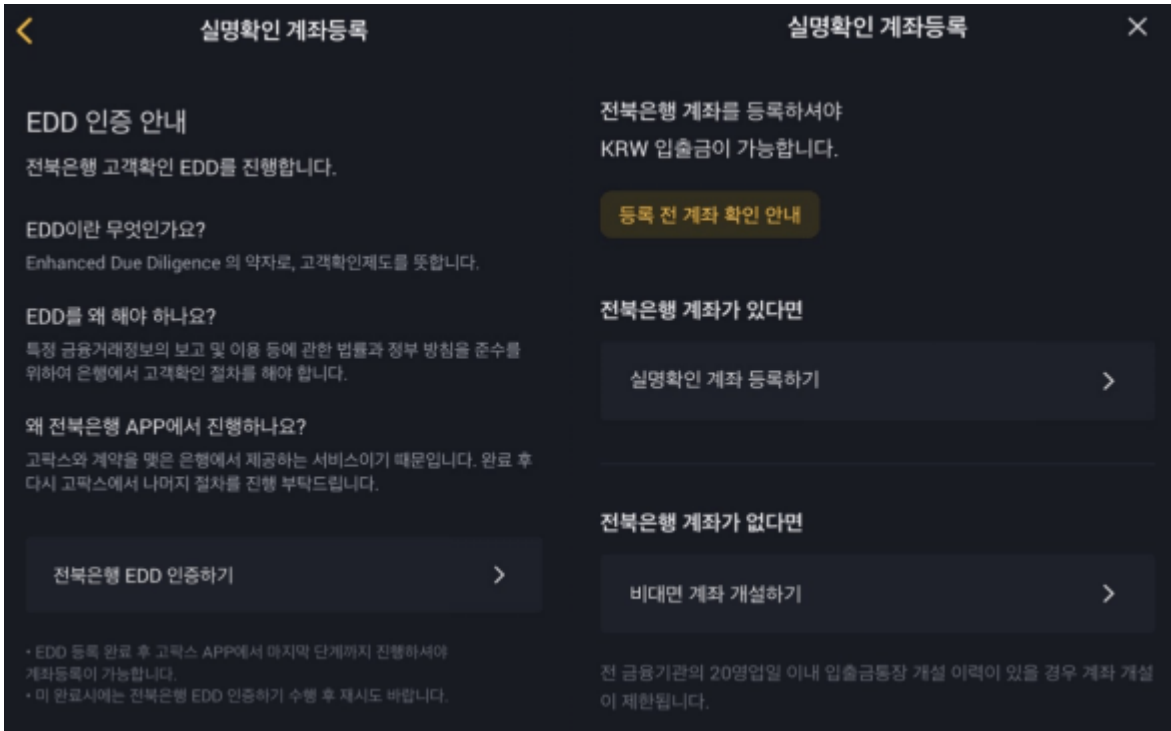 실명확인 계좌등록
EDD 인증 안내
전북은행 고객확인 EDD를 진행합니다.
EDD이란 무엇인가요?
Enhanced Due Diligence 의 약자로, 고객확인제도를 뜻합니다.
EDD를 왜 해야 하나요?
특정 금융거래정보의 보고 및 이용 등에 관한 법률과 정부 방침을 준수를
위하여 은행에서 고객확인 절차를 해야 합니다.
왜 전북은행 APP에서 진행하나요?
고팍스와 계약을 맺은 은행에서 제공하는 서비스이기 때문입니다. 완료 후
다시 고팍스에서 나머지 절차를 진행 부탁드립니다.
전북은행 EDD 인증하기
• EDD 등록 완료 후 고팍스 APP에서 마지막 단계까지 진행하셔야
계좌등록이 가능합니다.
• 미 완료시에는 전북은행 EDD 인증하기 수행 후 재시도 바랍니다.
실명확인 계좌등록
전북은행 계좌를 등록하셔야
KRW 입출금이 가능합니다.
등록 전 계좌 확인 안내
전북은행 계좌가 있다면
실명확인 계좌 등록하기
전북은행 계좌가 없다면
비대면 계좌 개설하기
전 금융기관의 20영업일 이내 입출금통장 개설 이력이 있을 경우 계좌 개설
이 제한됩니다.